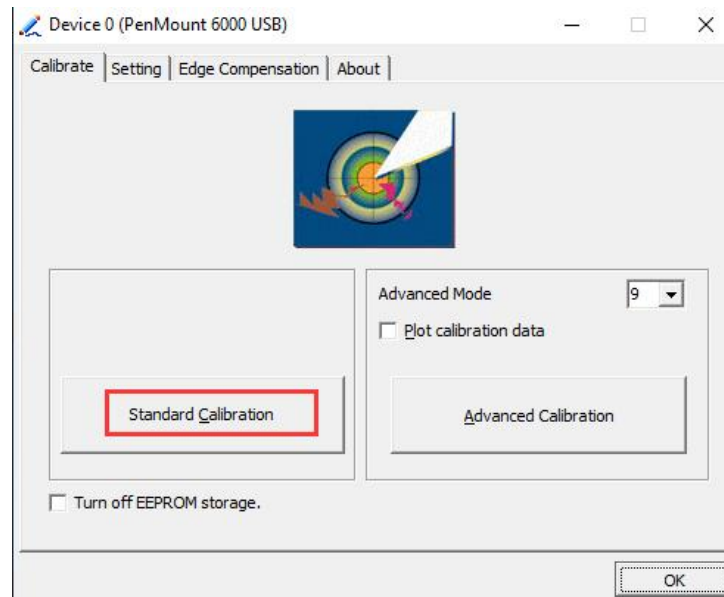 Device 0 (PenMount 6000 USB)
Calibrate Setting Edge Compensation About
Advanced Mode 9
Plot calibration data
Standard Calibration Advanced Calibration
Turn off EEPROM storage.
OK